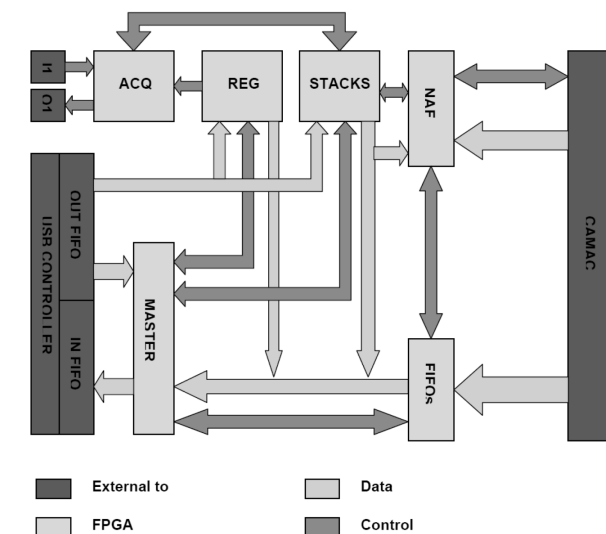 I1
O1
ACQ
REG
STACKS
NAF
CAMAC
USB CONTROLLER
OUT FIFO
IN FIFO
MASTER
FIFOs
External to
Data
FPGA
Control